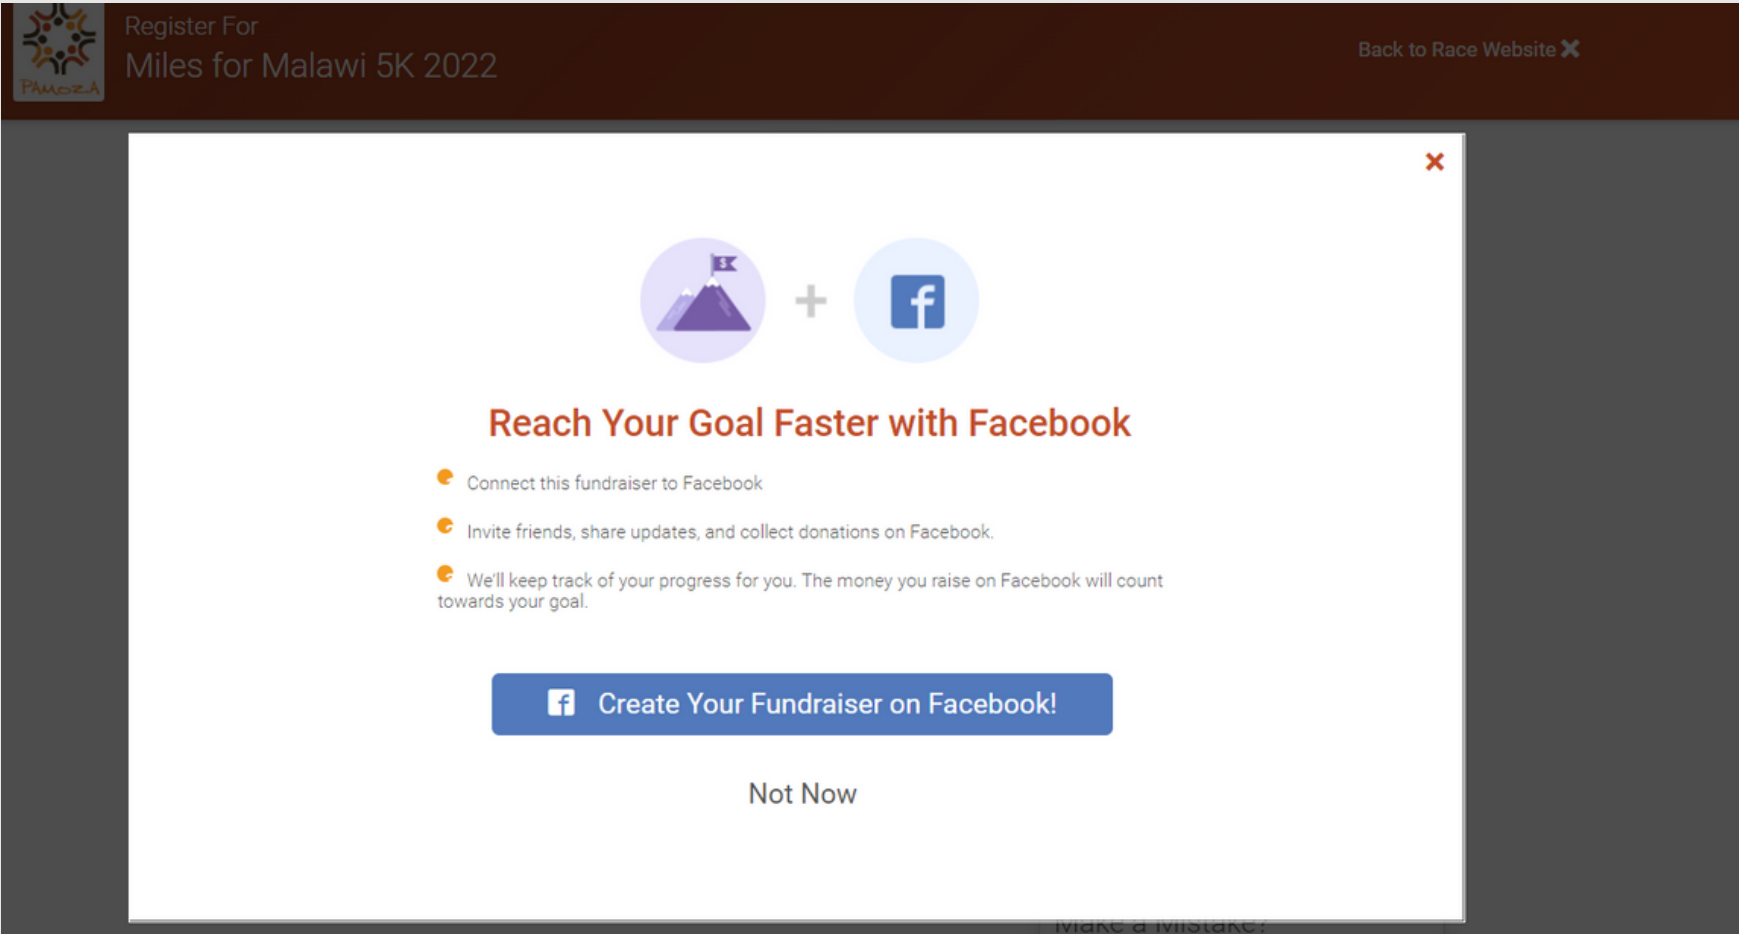 Register For
Miles for Malawi 5K 2022
PAMOZA
Back to Race Website
$
f
Reach Your Goal Faster with Facebook
Connect this fundraiser to Facebook
Invite friends, share updates, and collect donations on Facebook.
We'll keep track of your progress for you. The money you raise on Facebook will count
towards your goal.
f Create Your Fundraiser on Facebook!
Not Now
Make a Mistake?